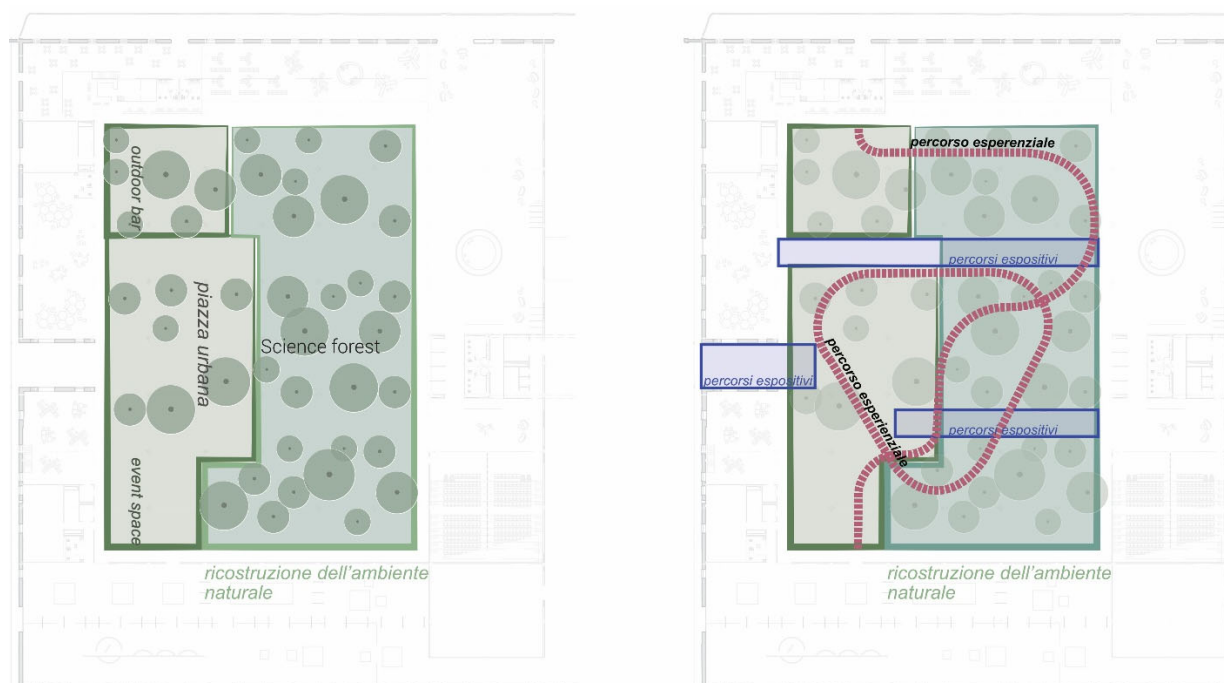 outdoor bar
piazza urbana
event space
Science forest
ricostruzione dell'ambiente
naturale
percorso esperenziale
percorsi espositivi
percorsi espositivi
percorso esperienziale
percorsi espositivi
ricostruzione dell'ambiente
naturale